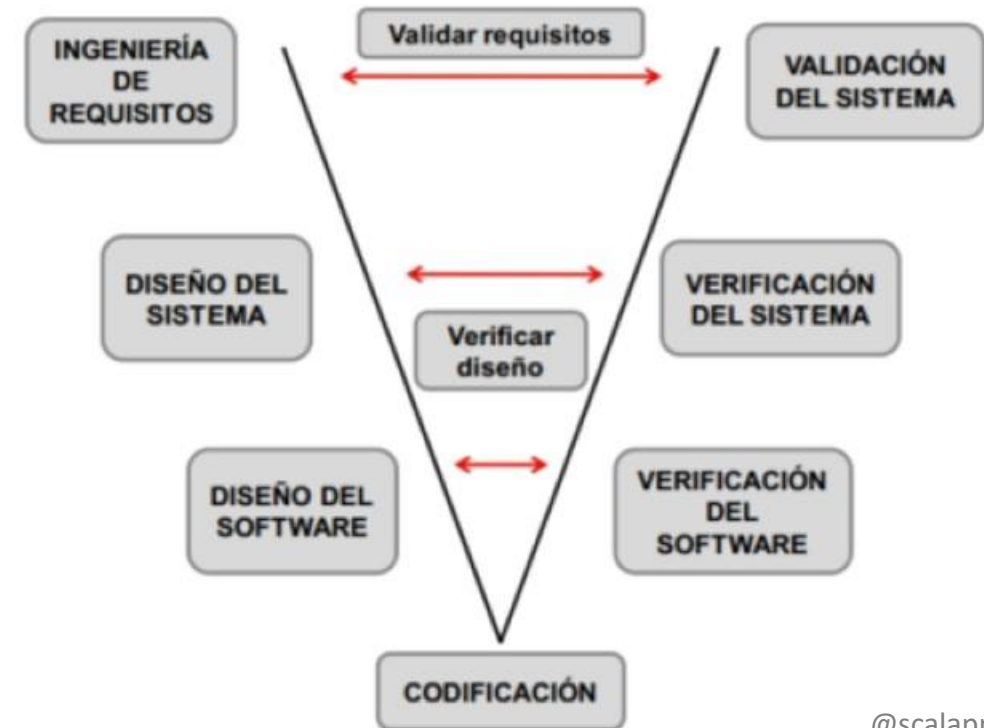 INGENIERÍA
DE
REQUISITOS
Validar requisitos
VALIDACIÓN
DEL SISTEMA
DISEÑO DEL
SISTEMA
Verificar
diseño
VERIFICACIÓN
DEL SISTEMA
DISEÑO DEL
SOFTWARE
VERIFICACIÓN
DEL
SOFTWARE
CODIFICACIÓN